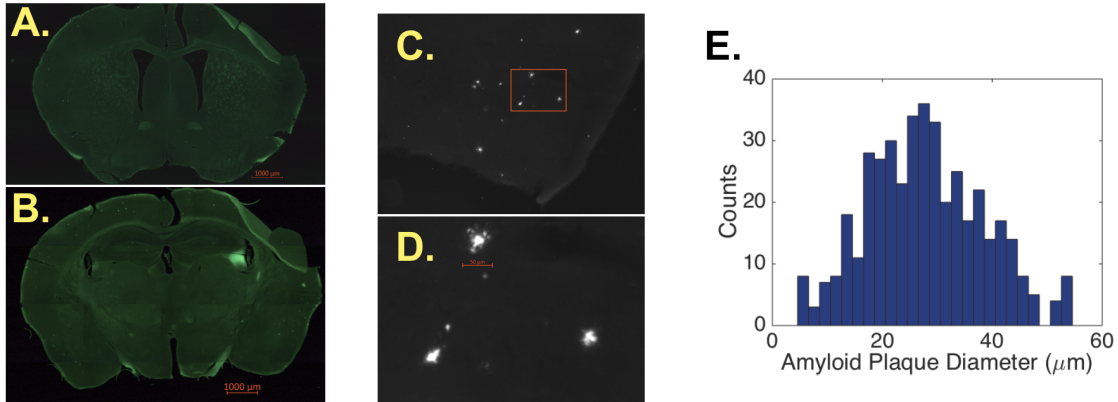 A.
1000 µm
B.
1000 µm
C.
D.
50 µm
E.
40
30
20
10
0
Counts
0
20
40
60
Amyloid Plaque Diameter (µm)